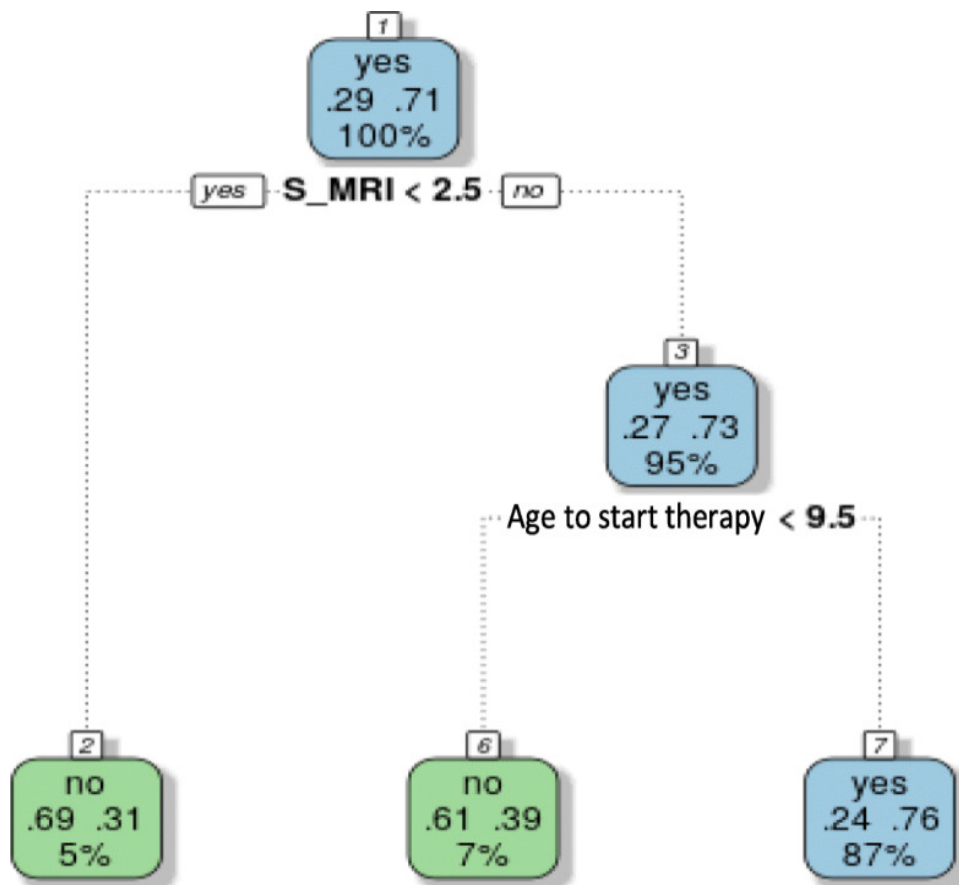 1
yes
.29 .71
100%
yes S_MRI < 2.5 no
3
yes
.27 .73
95%
Age to start therapy < 9.5
2
no
.69 .31
5%
6
no
.61 .39
7%
7
yes
.24 .76
87%